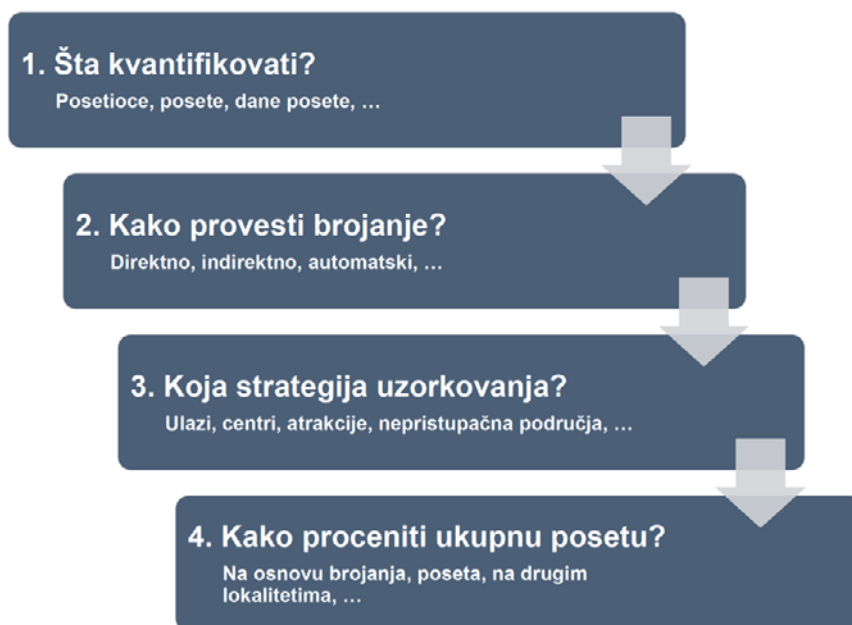 1. Šta kvantifikovati?
Posetioce, posete, dane posete, ...
2. Kako provesti brojanje?
Direktno, indirektno, automatski, ...
3. Koja strategija uzorkovanja?
Ulazi, centri, atrakcije, nepristupačna područja, ...
4. Kako proceniti ukupnu posetu?
Na osnovu brojanja, poseta, na drugim
lokalitetima, ...